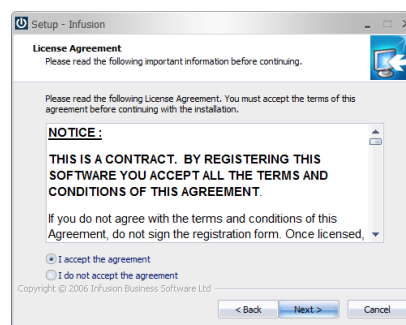 Setup - Infusion
License Agreement
Please read the following important information before continuing.
Please read the following License Agreement. You must accept the terms of this
agreement before continuing with the installation.
NOTICE :
THIS IS A CONTRACT. BY REGISTERING THIS
SOFTWARE YOU ACCEPT ALL THE TERMS AND
CONDITIONS OF THIS AGREEMENT.
If you do not agree with the terms and conditions of this
Agreement, do not sign the registration form. Once licensed,
I accept the agreement
I do not accept the agreement
Copyright © 2006 Infusion Business Software Ltd
< Back Next > Cancel